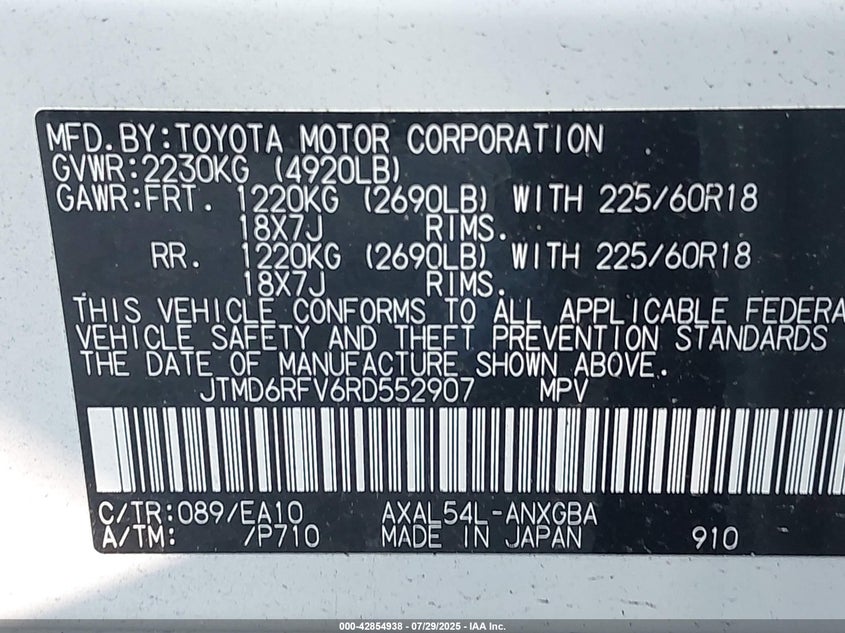 MFD.BY:TOYOTA MOTOR CORPORATION
GVWR:2230KG (4920LB)
GAWR:FRT. 1220KG (2690LB) WITH 225/60R18
18X7J RIMS.
RR. 1220KG (2690LB) WITH 225/60R18
18X7J RIMS.
THIS VEHICLE CONFORMS TO ALL APPLICABLE FEDERA
VEHICLE SAFETY AND THEFT PREVENTION STANDARDS
THE DATE OF MANUFACTURE SHOWN ABOVE.
JTMD6RFV6RD552907 MPV
C/TR:089/EA10 AXAL54L-ANXGBA
A/TM: /P710 MADE IN JAPAN 910
000-42854938 - 07/29/2025 - IAA Inc.